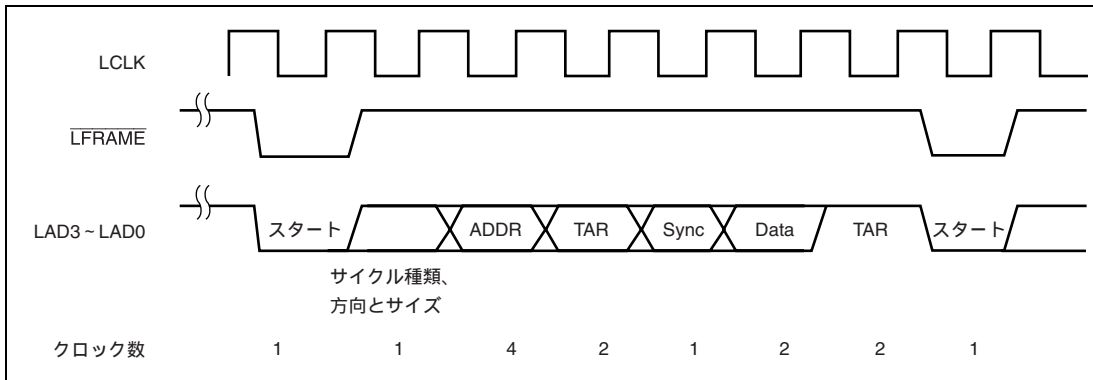 LCLK
LFRAME
LAD3~LAD0 スタート ADDR TAR Sync Data TAR スタート
サイクル種類、
方向とサイズ
クロック数 1 1 4 2 1 2 2 1